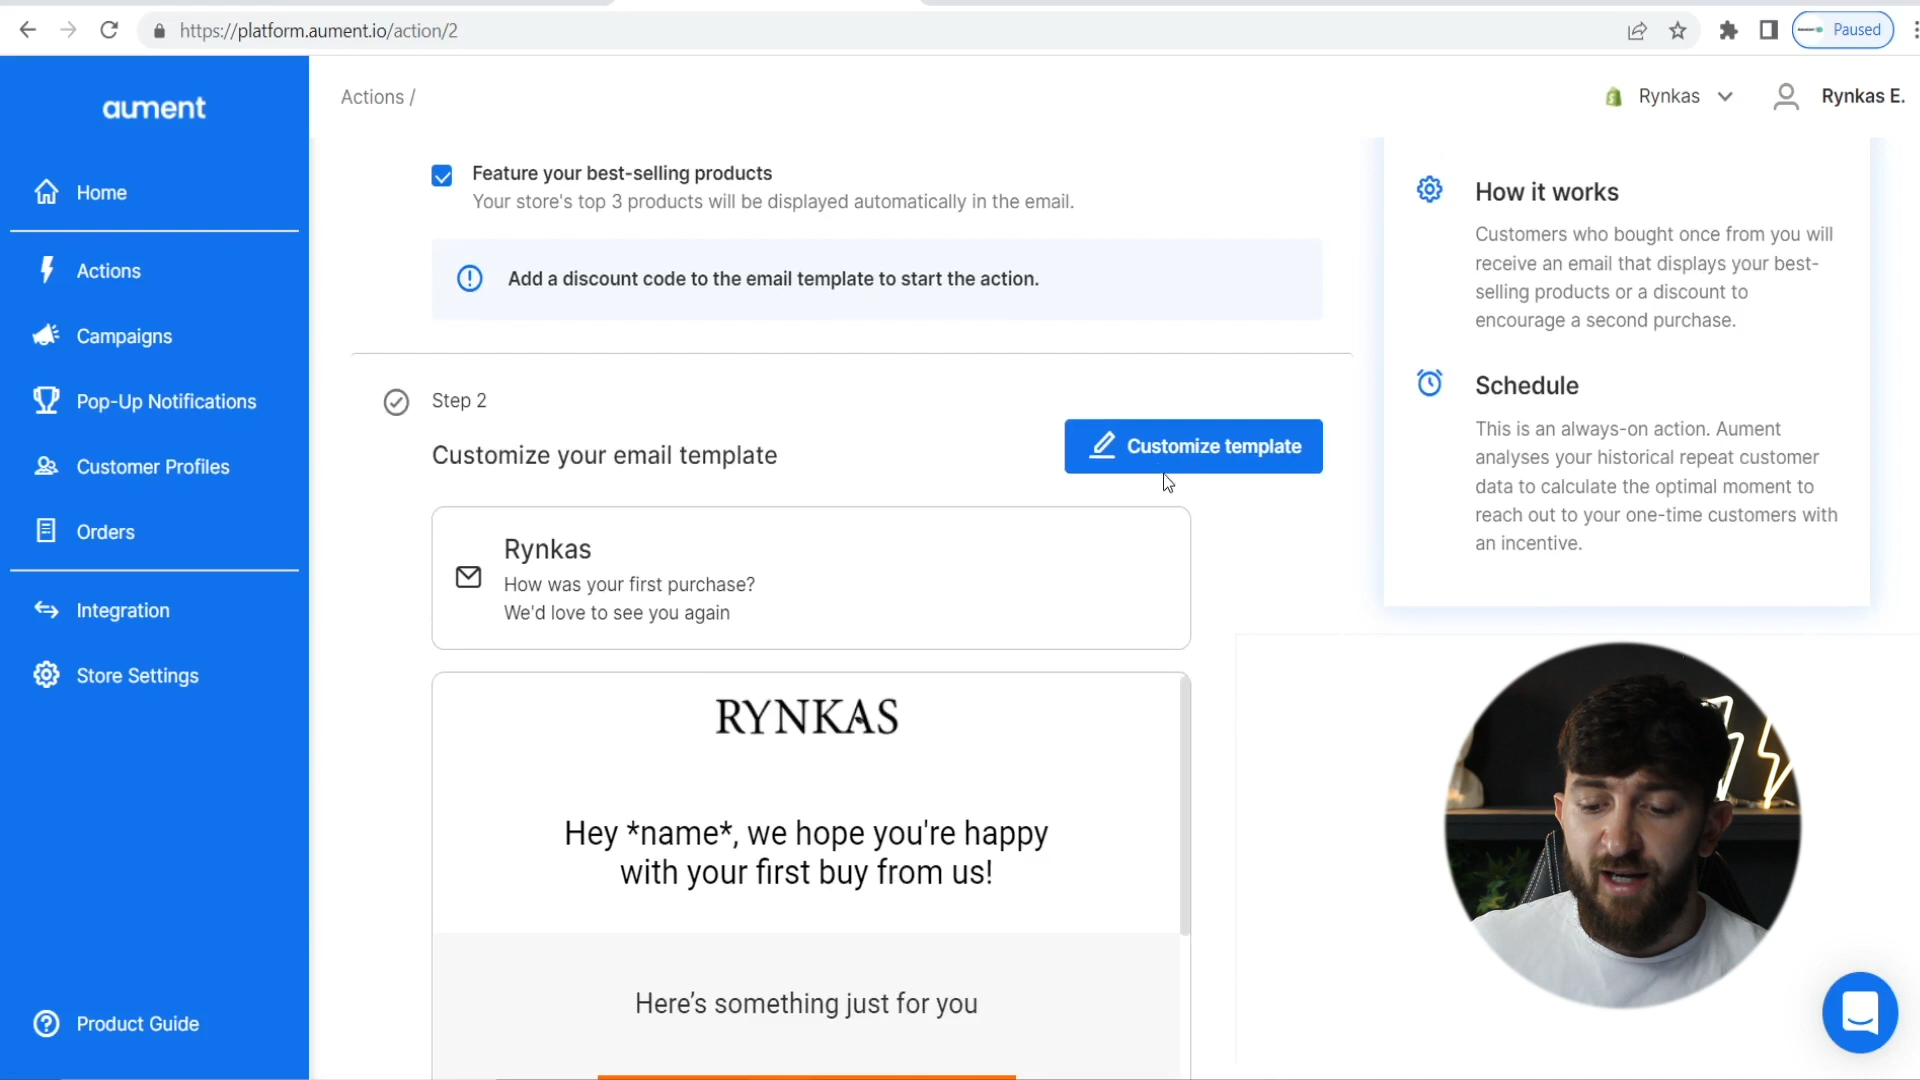 https://platform.aument.io/action/2
Paused
aument
Home
Actions
Campaigns
Pop-Up Notifications
Customer Profiles
Orders
Integration
Store Settings
Product Guide
Actions /
Rynkas
Rynkas E.
Feature your best-selling products
Your store's top 3 products will be displayed automatically in the email.
Add a discount code to the email template to start the action.
Step 2
Customize your email template
Customize template
Rynkas
How was your first purchase?
We'd love to see you again
RYNKAS
Hey *name*, we hope you're happy
with your first buy from us!
Here’s something just for you
How it works
Customers who bought once from you will
receive an email that displays your best-
selling products or a discount to
encourage a second purchase.
Schedule
This is an always-on action. Aument
analyses your historical repeat customer
data to calculate the optimal moment to
reach out to your one-time customers with
an incentive.